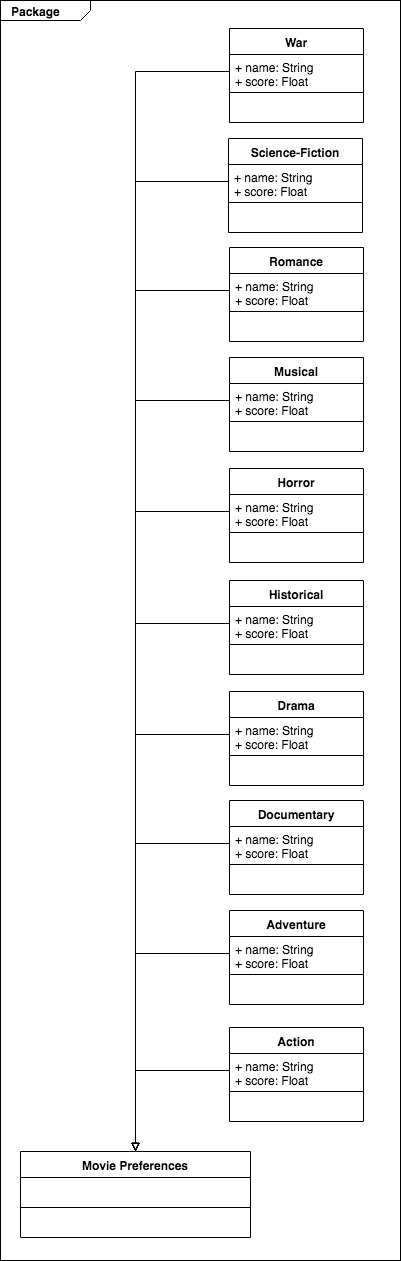 Package
War
+ name: String
+ score: Float
Science-Fiction
+ name: String
+ score: Float
Romance
+ name: String
+ score: Float
Musical
+ name: String
+ score: Float
Horror
+ name: String
+ score: Float
Historical
+ name: String
+ score: Float
Drama
+ name: String
+ score: Float
Documentary
+ name: String
+ score: Float
Adventure
+ name: String
+ score: Float
Action
+ name: String
+ score: Float
Movie Preferences